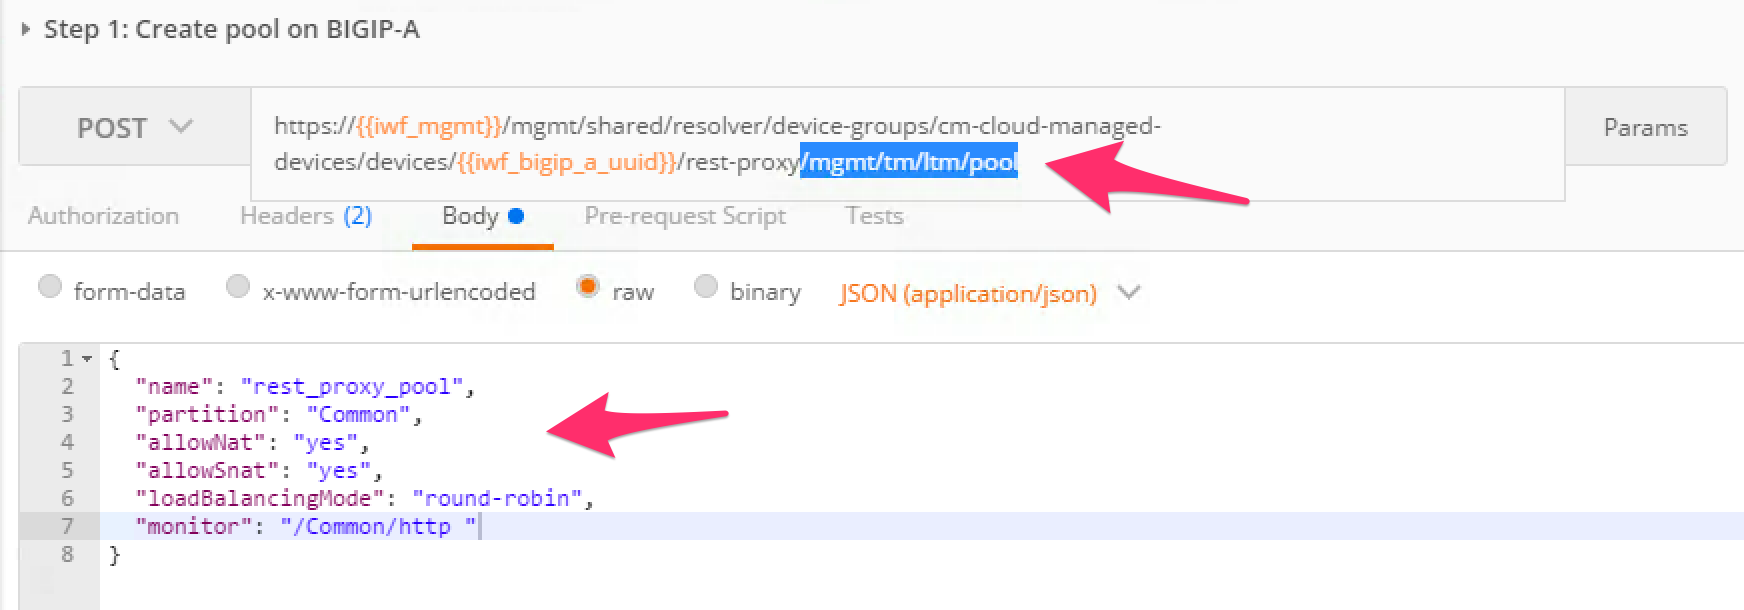 Step 1: Create pool on BIGIP-A
POST
https://{{iwf_mgmt}}/mgmt/shared/resolver/device-groups/cm-cloud-managed-
devices/devices/{{iwf_bigip_a_uuid}}/rest-proxy/mgmt/tm/ltm/pool
Params
Authorization Headers (2) Body Pre-request Script Tests
form-data x-www-form-urlencoded raw binary JSON (application/json)
1 {
2 "name": "rest_proxy_pool",
3 "partition": "Common",
4 "allowNat": "yes",
5 "allowSnat": "yes",
6 "loadBalancingMode": "round-robin",
7 "monitor": "/Common/http "
8 }